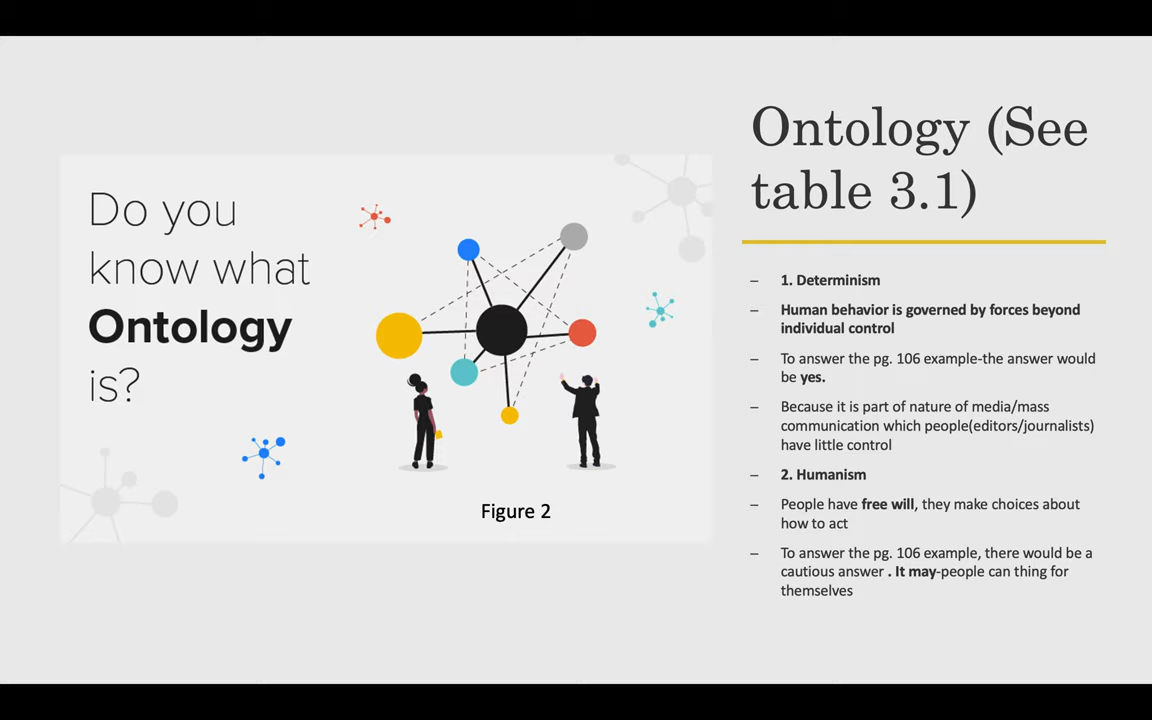 Do you
know what
Ontology
is?
Figure 2
Ontology (See
table 3.1)
– 1. Determinism
– Human behavior is governed by forces beyond
individual control
– To answer the pg. 106 example-the answer would
be yes.
– Because it is part of nature of media/mass
communication which people(editors/journalists)
have little control
– 2. Humanism
– People have free will, they make choices about
how to act
– To answer the pg. 106 example, there would be a
cautious answer . It may-people can thing for
themselves